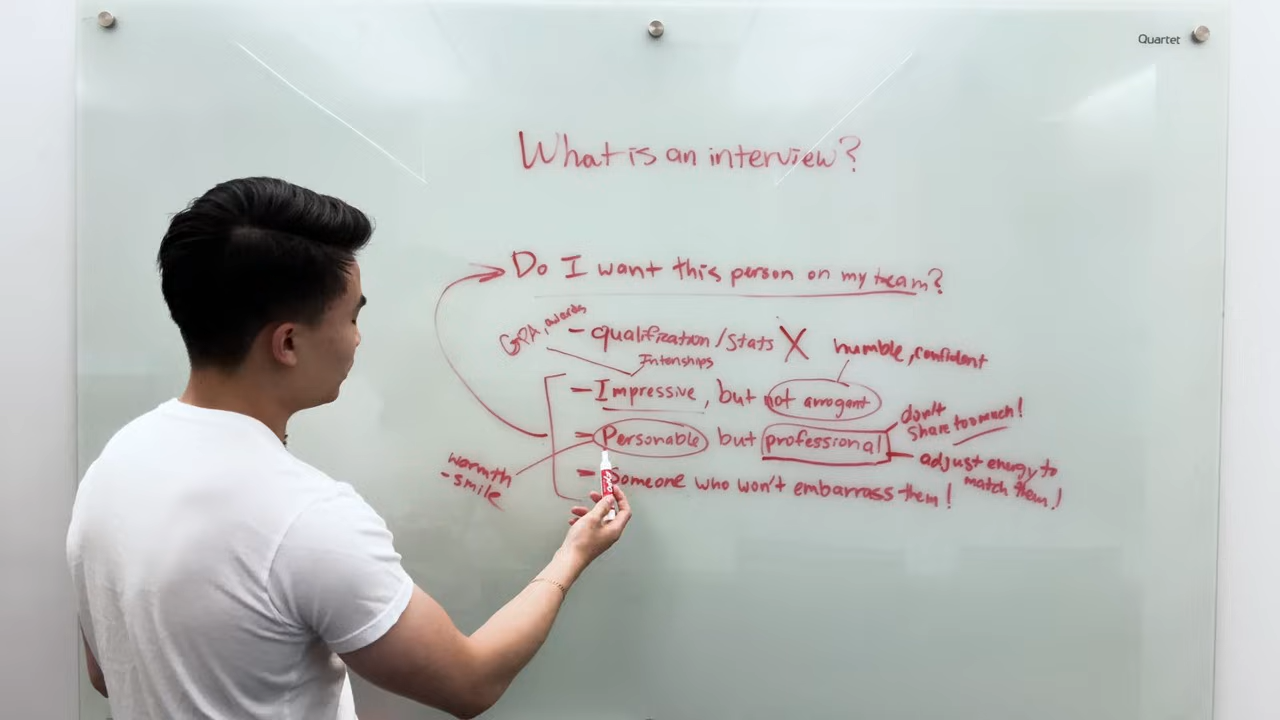 Quartet
What is an interview?
Do I want this person on my team?
GPA, awards
- qualification/stats X
Internships
humble, confident
- Impressive, but not arrogant
don't
share too much!
- Personable but professional
adjust energy to
match them!
warmth
- smile
- Someone who won't embarrass them!